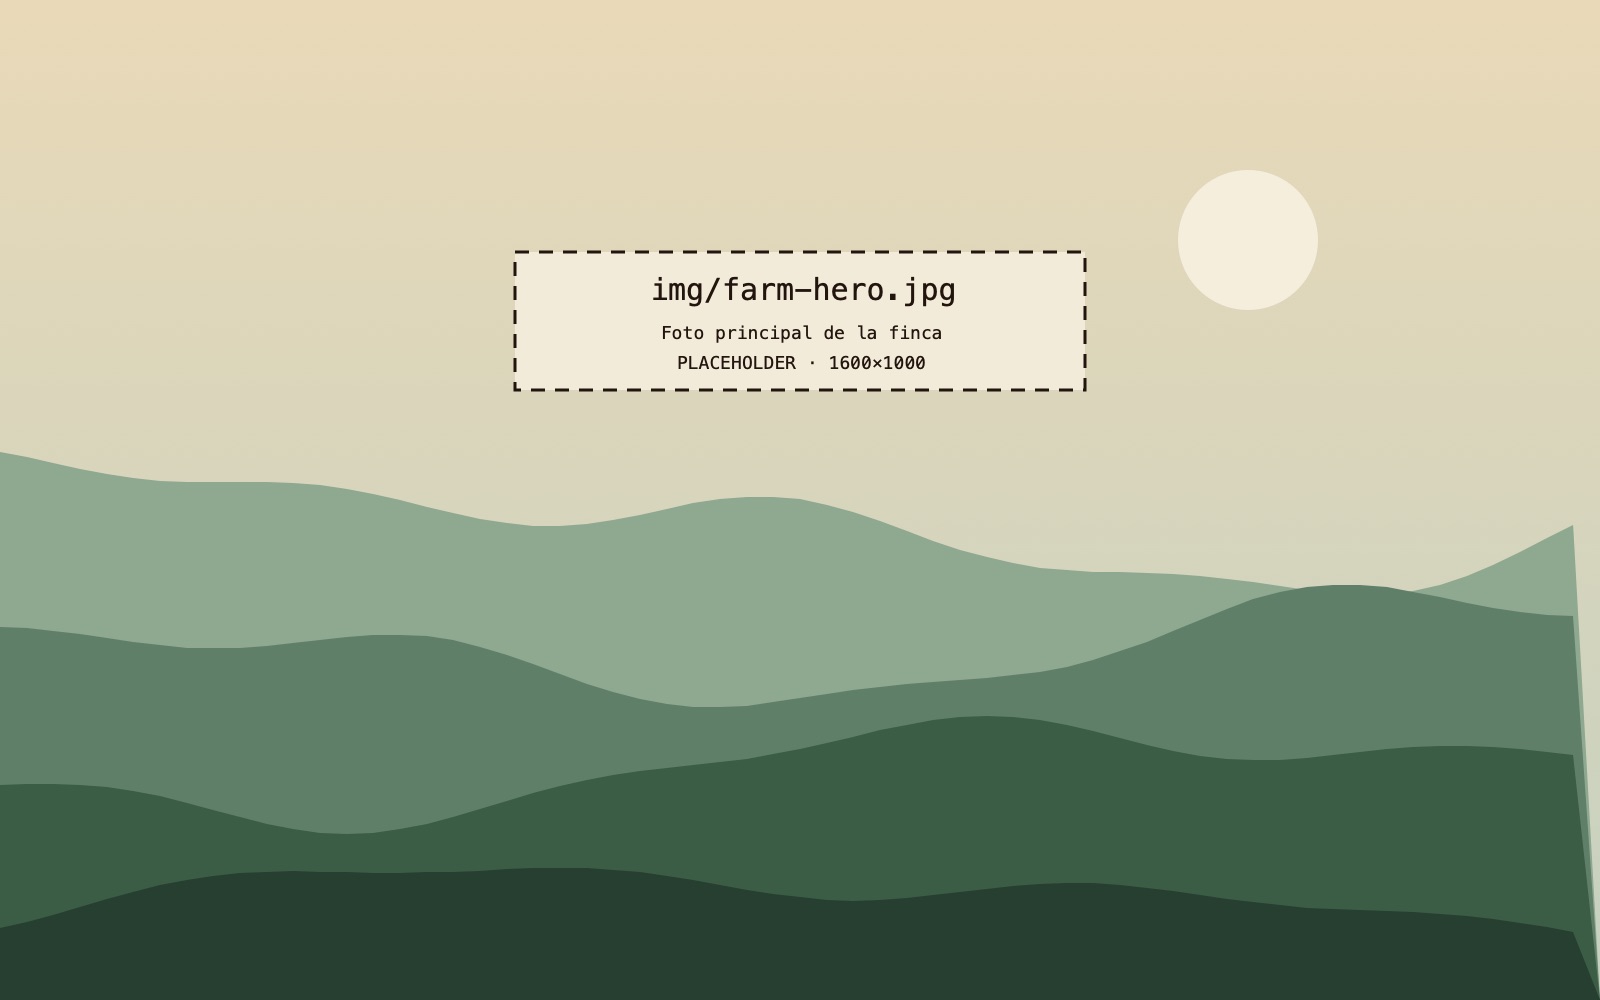 img/farm-hero.jpg
Foto principal de la finca
PLACEHOLDER · 1600×1000